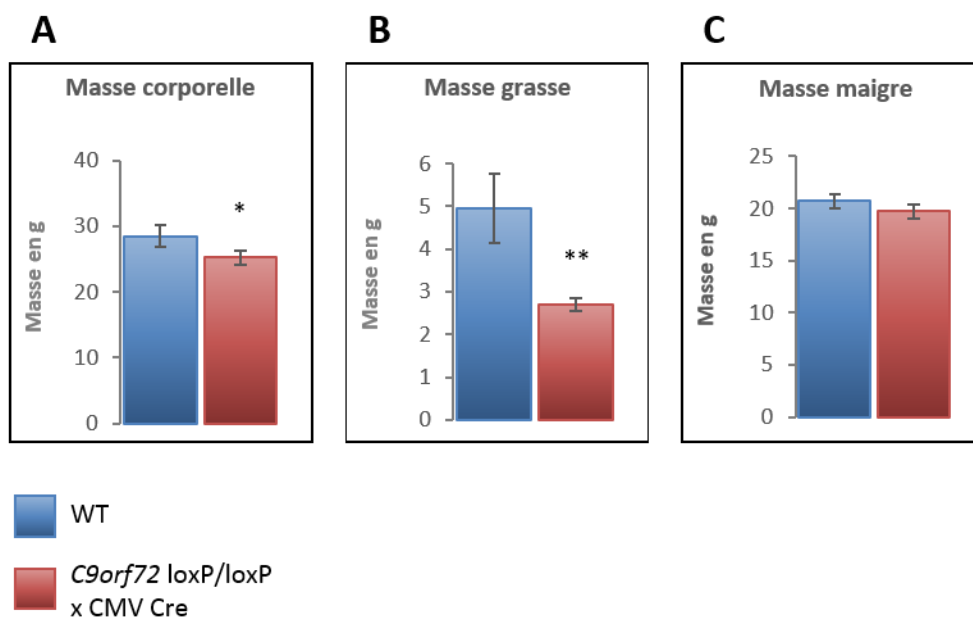 A
B
C
Masse corporelle
Masse en g
40
30
20
10
0
*
Masse grasse
Masse en g
6
5
4
3
2
1
0
**
Masse maigre
Masse en g
25
20
15
10
5
0
WT
C9orf72 loxP/loxP
x CMV Cre